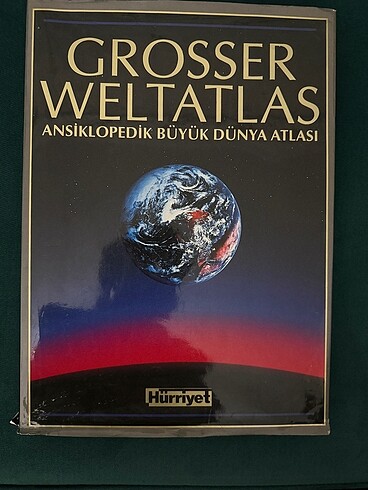 GROSSER
WELTATLAS
ANSİKLOPEDİK BÜYÜK DÜNYA ATLASI
Hürriyet